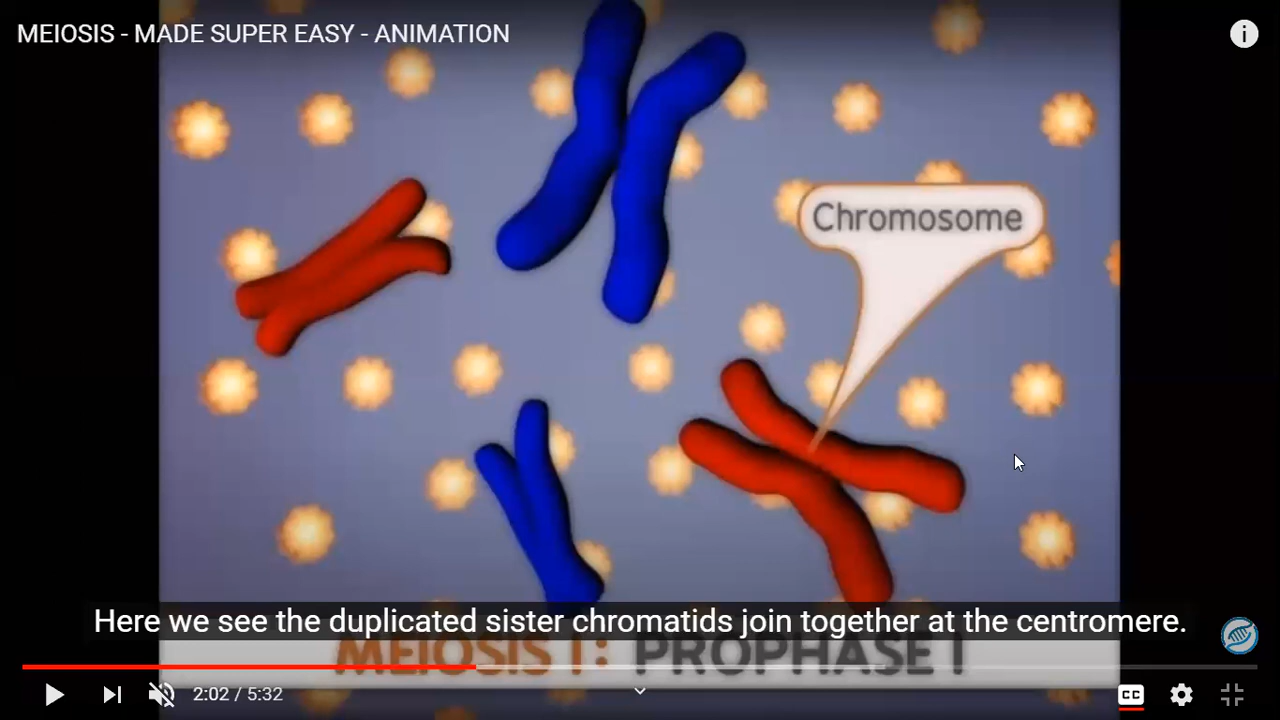 MEIOSIS - MADE SUPER EASY - ANIMATION
Chromosome
Here we see the duplicated sister chromatids join together at the centromere.
MEIOSIS I: PROPHASE I
2:02 / 5:32
CC